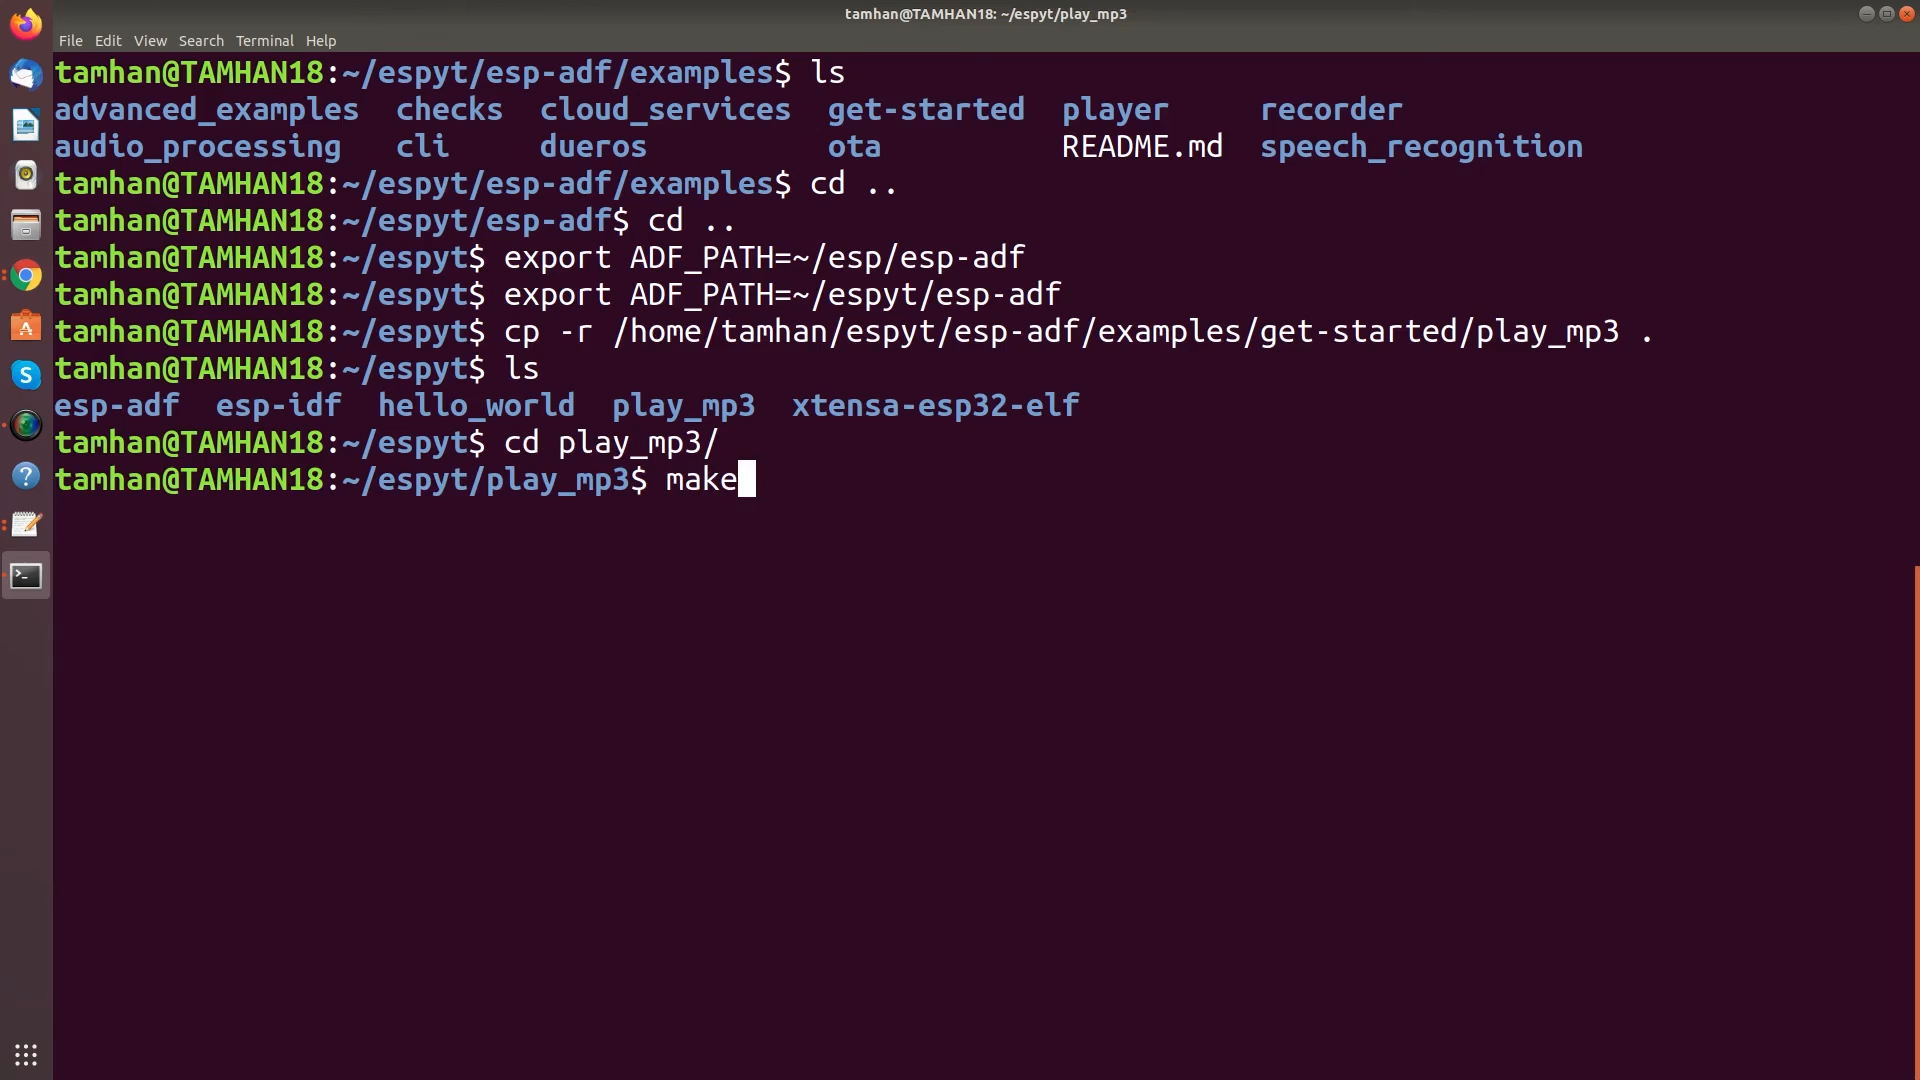 tamhan@TAMHAN18: ~/espyt/play_mp3
File Edit View Search Terminal Help
tamhan@TAMHAN18:~/espyt/esp-adf/examples$ ls
advanced_examples checks cloud_services get-started player recorder
audio_processing cli dueros ota README.md speech_recognition
tamhan@TAMHAN18:~/espyt/esp-adf/examples$ cd ..
tamhan@TAMHAN18:~/espyt/esp-adf$ cd ..
tamhan@TAMHAN18:~/espyt$ export ADF_PATH=~/esp/esp-adf
tamhan@TAMHAN18:~/espyt$ export ADF_PATH=~/espyt/esp-adf
tamhan@TAMHAN18:~/espyt$ cp -r /home/tamhan/espyt/esp-adf/examples/get-started/play_mp3 .
tamhan@TAMHAN18:~/espyt$ ls
esp-adf esp-idf hello_world play_mp3 xtensa-esp32-elf
tamhan@TAMHAN18:~/espyt$ cd play_mp3/
tamhan@TAMHAN18:~/espyt/play_mp3$ make